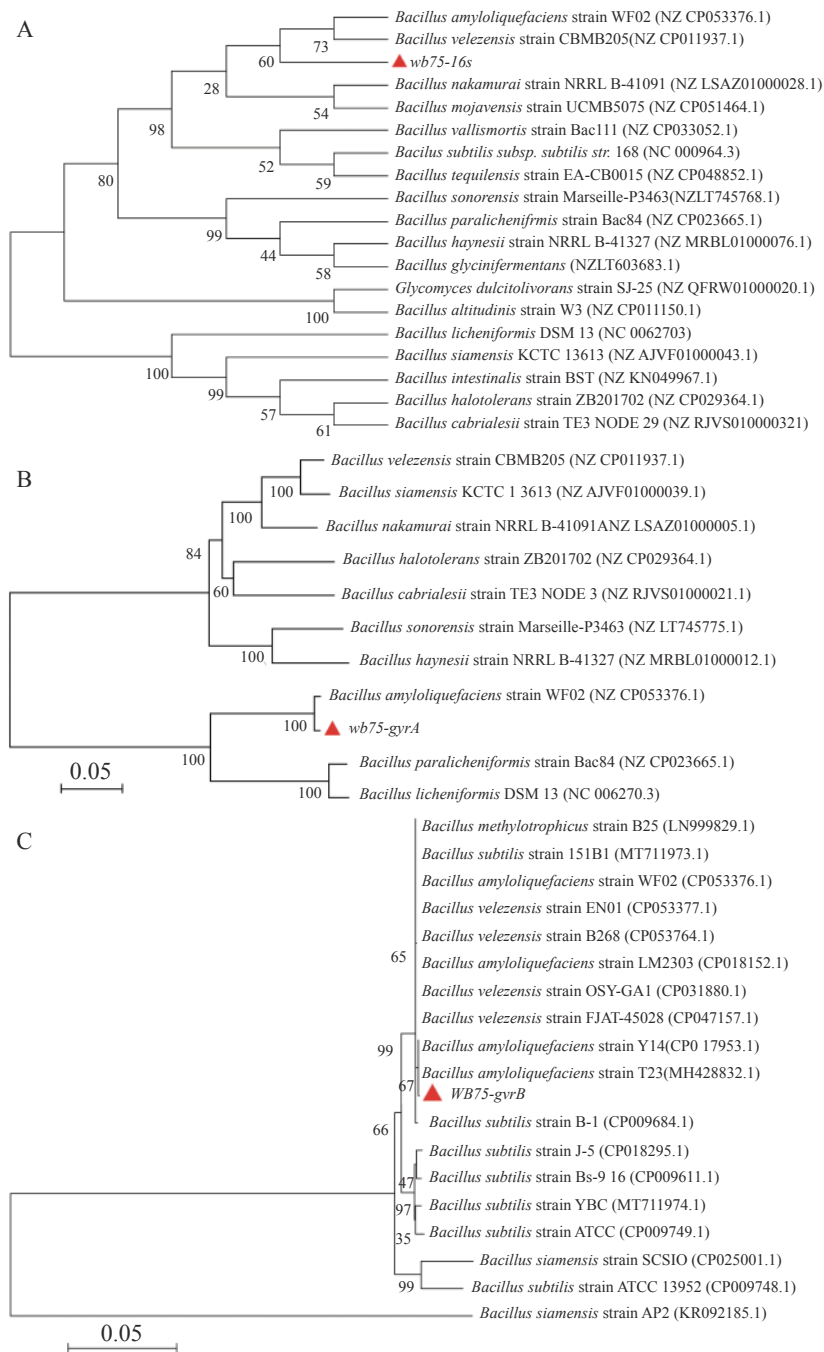 A
Bacillus amyloliquefaciens strain WF02 (NZ CP053376.1)
Bacillus velezensis strain CBMB205(NZ CP011937.1)
73
wb75-16s
60
Bacillus nakamurai strain NRRL B-41091 (NZ LSAZ01000028.1)
28
Bacillus mojavensis strain UCMB5075 (NZ CP051464.1)
54
Bacillus vallismortis strain Bac111 (NZ CP033052.1)
98
Bacillus subtilis subsp. subtilis str. 168 (NC 000964.3)
52
Bacillus tequilensis strain EA-CB0015 (NZ CP048852.1)
80
59
Bacillus sonorensis strain Marseille-P3463(NZLT745768.1)
Bacillus paralichenifrmis strain Bac84 (NZ CP023665.1)
99
Bacillus haynesii strain NRRL B-41327 (NZ MRBL01000076.1)
44
Bacillus glycinifermentans (NZLT603683.1)
58
Glycomyces dulcitolivorans strain SJ-25 (NZ QFRW01000020.1)
Bacillus altitudinis strain W3 (NZ CP011150.1)
100
Bacillus licheniformis DSM 13 (NC 0062703)
Bacillus siamensis KCTC 13613 (NZ AJVF01000043.1)
100
Bacillus intestinalis strain BST (NZ KN049967.1)
99
Bacillus halotolerans strain ZB201702 (NZ CP029364.1)
57
Bacillus cabrialesii strain TE3 NODE 29 (NZ RJVS010000321)
61
B
Bacillus velezensis strain CBMB205 (NZ CP011937.1)
100
Bacillus siamensis KCTC 1 3613 (NZ AJVF01000039.1)
100
Bacillus nakamurai strain NRRL B-41091ANZ LSAZ01000005.1)
84
Bacillus halotolerans strain ZB201702 (NZ CP029364.1)
60
Bacillus cabrialesii strain TE3 NODE 3 (NZ RJVS01000021.1)
Bacillus sonorensis strain Marseille-P3463 (NZ LT745775.1)
100
Bacillus haynesii strain NRRL B-41327 (NZ MRBL01000012.1)
Bacillus amyloliquefaciens strain WF02 (NZ CP053376.1)
100
wb75-gyrA
100
Bacillus paralicheniformis strain Bac84 (NZ CP023665.1)
0.05
100
Bacillus licheniformis DSM 13 (NC 006270.3)
C
Bacillus methylotrophicus strain B25 (LN999829.1)
Bacillus subtilis strain 151B1 (MT711973.1)
Bacillus amyloliquefaciens strain WF02 (CP053376.1)
Bacillus velezensis strain EN01 (CP053377.1)
Bacillus velezensis strain B268 (CP053764.1)
65
Bacillus amyloliquefaciens strain LM2303 (CP018152.1)
Bacillus velezensis strain OSY-GA1 (CP031880.1)
Bacillus velezensis strain FJAT-45028 (CP047157.1)
99
Bacillus amyloliquefaciens strain Y14(CP0 17953.1)
Bacillus amyloliquefaciens strain T23(MH428832.1)
67
WB75-gvrB
Bacillus subtilis strain B-1 (CP009684.1)
66
Bacillus subtilis strain J-5 (CP018295.1)
Bacillus subtilis strain Bs-9 16 (CP009611.1)
47
Bacillus subtilis strain YBC (MT711974.1)
97
Bacillus subtilis strain ATCC (CP009749.1)
35
Bacillus siamensis strain SCSIO (CP025001.1)
99
Bacillus subtilis strain ATCC 13952 (CP009748.1)
Bacillus siamensis strain AP2 (KR092185.1)
0.05